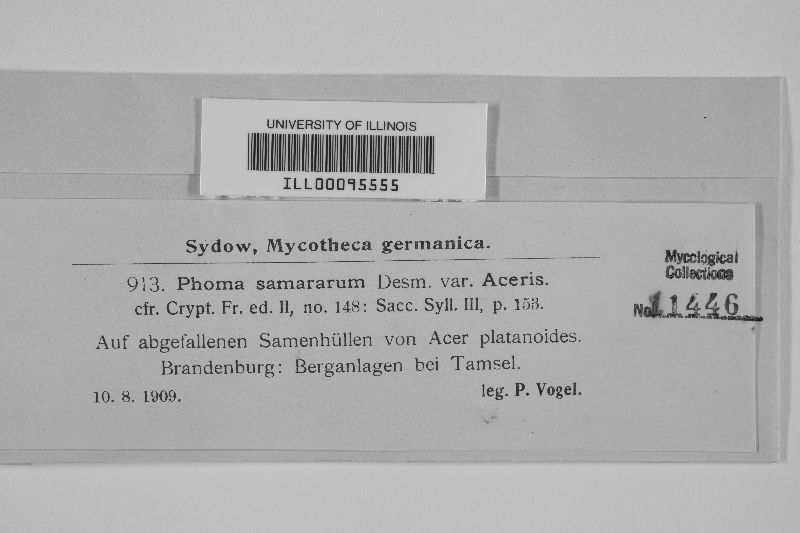 UNIVERSITY OF ILLINOIS
ILL00095555
Sydow, Mycotheca germanica.
913. Phoma samararum Desm. var. Aceris.
cfr. Crypt. Fr. ed. II, no. 148: Sacc. Syll. III, p. 153.
Auf abgefallenen Samenhüllen von Acer platanoides.
Brandenburg: Berganlagen bei Tamsel.
10. 8. 1909.
leg. P. Vogel.
Mycological
Collections
No. 11446